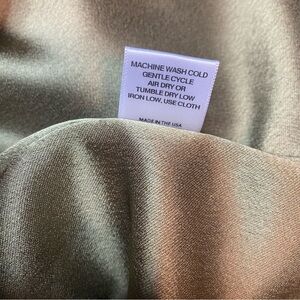 MACHINE WASH COLD
GENTLE CYCLE
AIR DRY OR
TUMBLE DRY LOW
IRON LOW, USE CLOTH
MADE IN THE USA